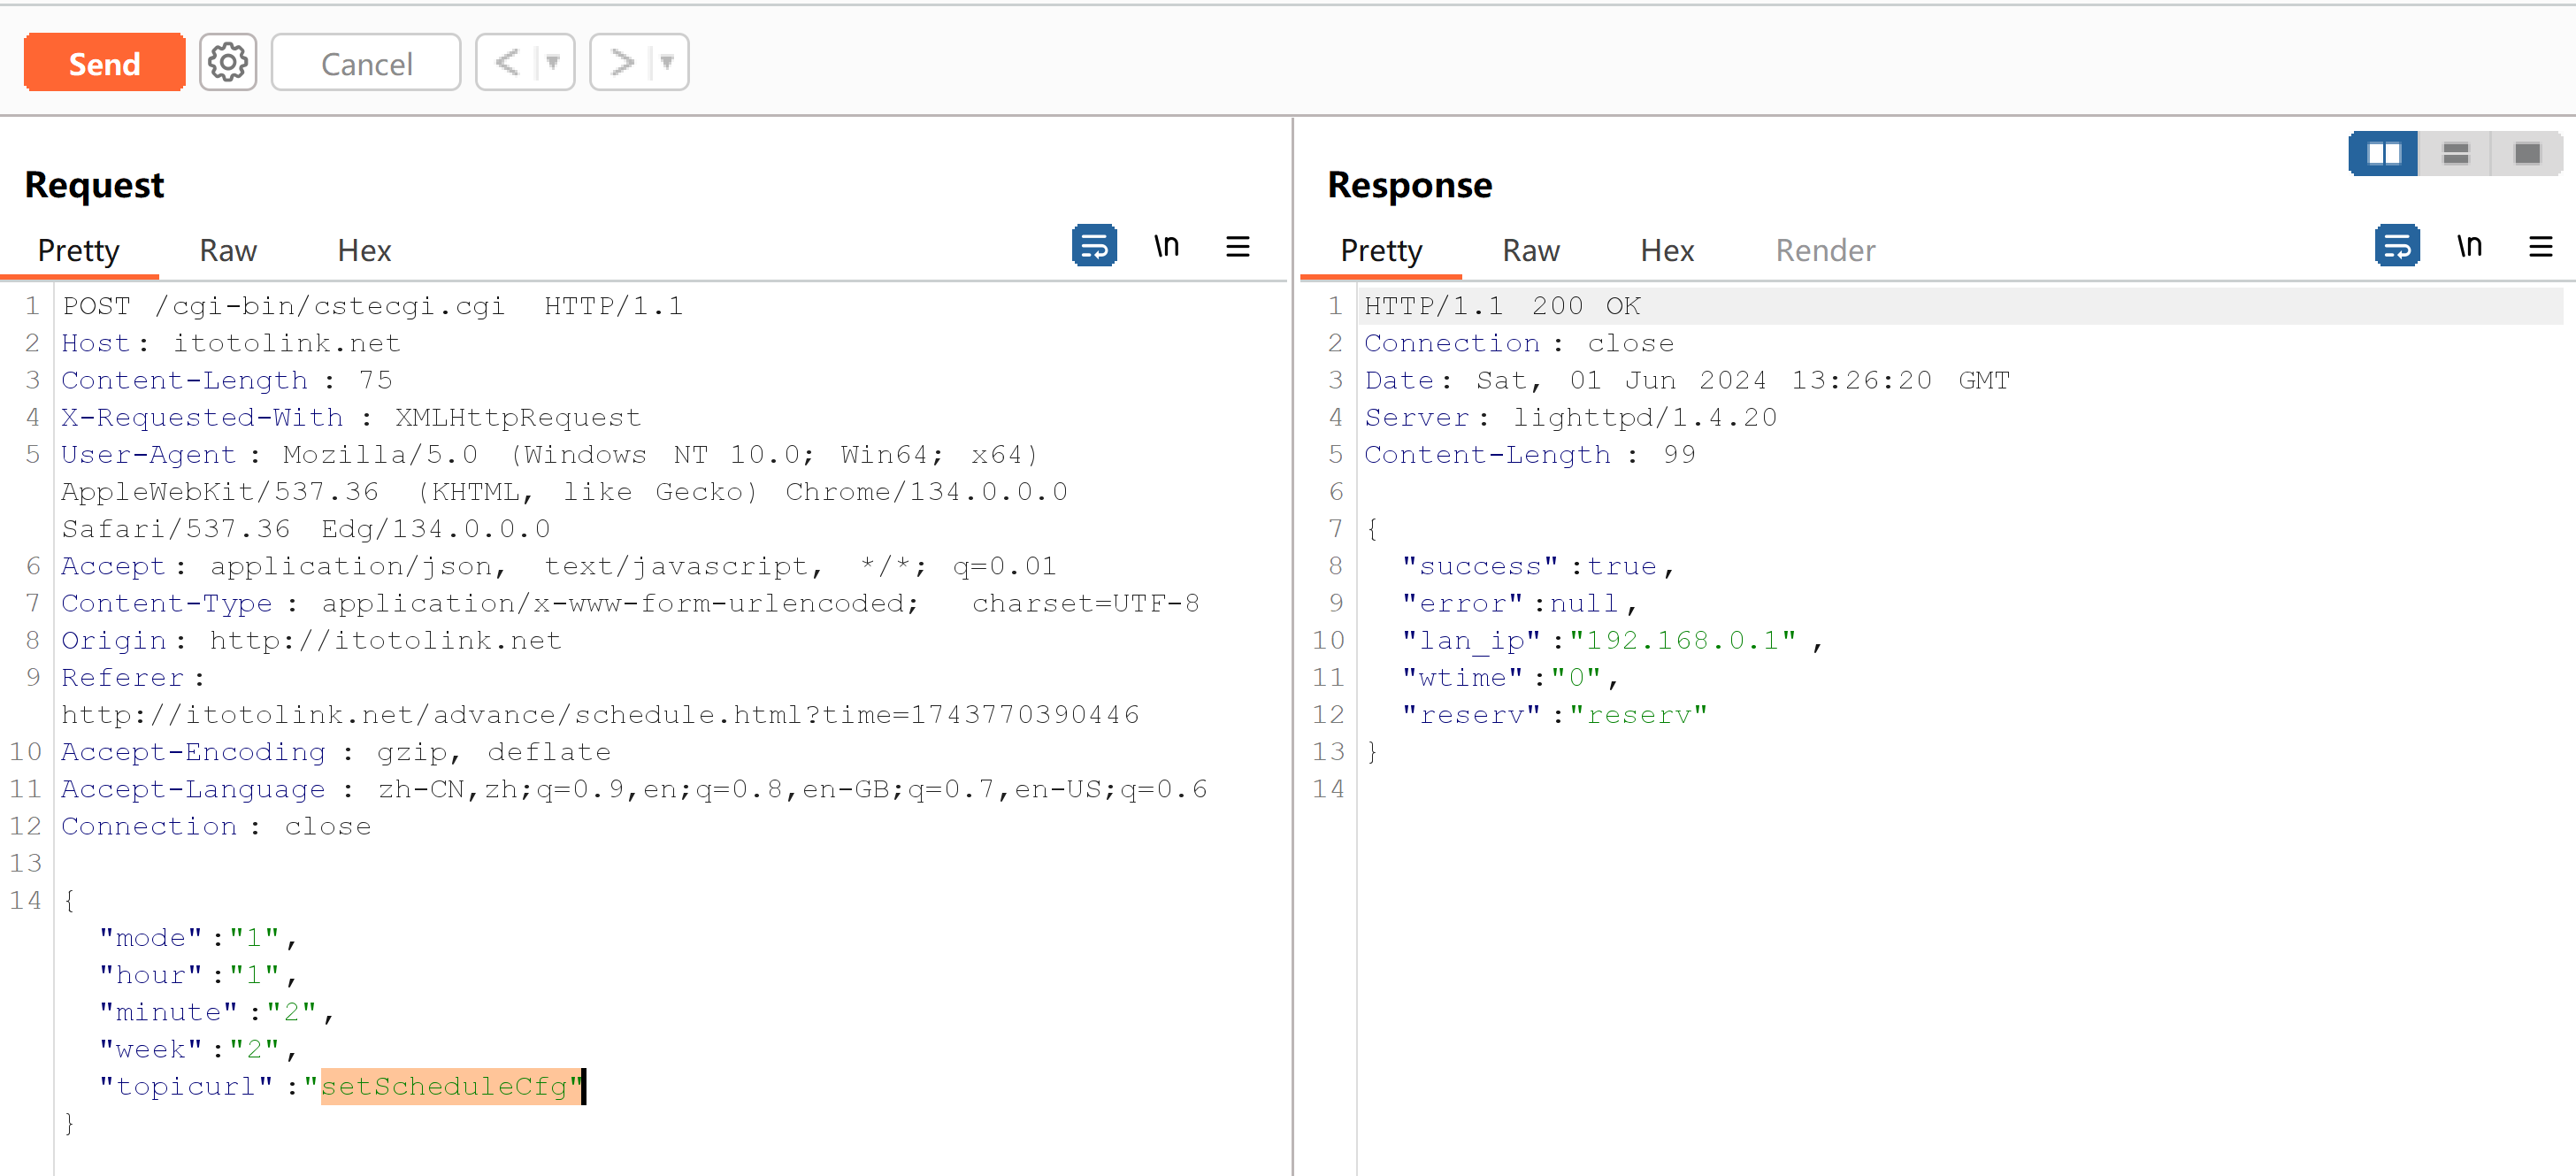 Send
Cancel
< ▼
> ▼
Request
Pretty Raw Hex
\n
1 POST /cgi-bin/cstecgi.cgi HTTP/1.1
2 Host: itotolink.net
3 Content-Length: 75
4 X-Requested-With: XMLHttpRequest
5 User-Agent: Mozilla/5.0 (Windows NT 10.0; Win64; x64)
AppleWebKit/537.36 (KHTML, like Gecko) Chrome/134.0.0.0
Safari/537.36 Edg/134.0.0.0
6 Accept: application/json, text/javascript, */*; q=0.01
7 Content-Type: application/x-www-form-urlencoded; charset=UTF-8
8 Origin: http://itotolink.net
9 Referer:
http://itotolink.net/advance/schedule.html?time=1743770390446
10 Accept-Encoding: gzip, deflate
11 Accept-Language: zh-CN,zh;q=0.9,en;q=0.8,en-GB;q=0.7,en-US;q=0.6
12 Connection: close
13
14 {
"mode":"1",
"hour":"1",
"minute":"2",
"week":"2",
"topicurl":"setScheduleCfg"
}
Response
Pretty Raw Hex Render
\n
1 HTTP/1.1 200 OK
2 Connection: close
3 Date: Sat, 01 Jun 2024 13:26:20 GMT
4 Server: lighttpd/1.4.20
5 Content-Length: 99
6
7 {
8 "success":true,
9 "error":null,
10 "lan_ip":"192.168.0.1",
11 "wtime":"0",
12 "reserv":"reserv"
13 }
14